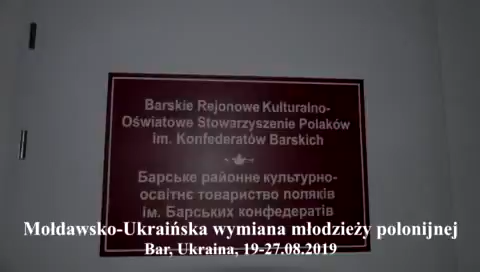 Barskie Rejonowe Kulturalno-
Oświatowe Stowarzyszenie Polaków
im. Konfederatów Barskich
Барське районне культурно-
освітнє товариство поляків
ім. Барських конфедератів
Mołdawsko-Ukraińska wymiana młodzieży polonijnej
Bar, Ukraina, 19-27.08.2019